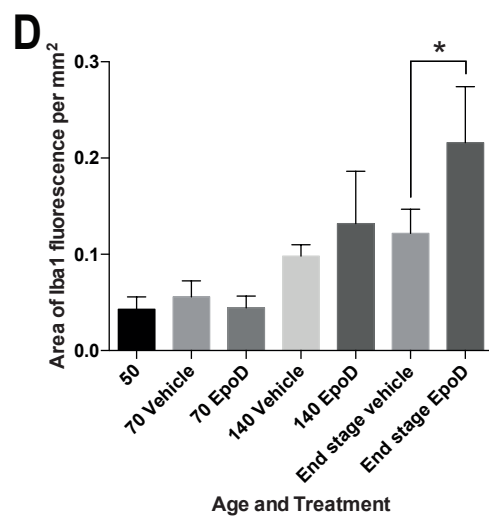 D
Area of Iba1 fluorescence per mm²
0.3
0.2
0.1
0.0
*
50
70 Vehicle
70 EpoD
140 Vehicle
140 EpoD
End stage vehicle
End stage EpoD
Age and Treatment